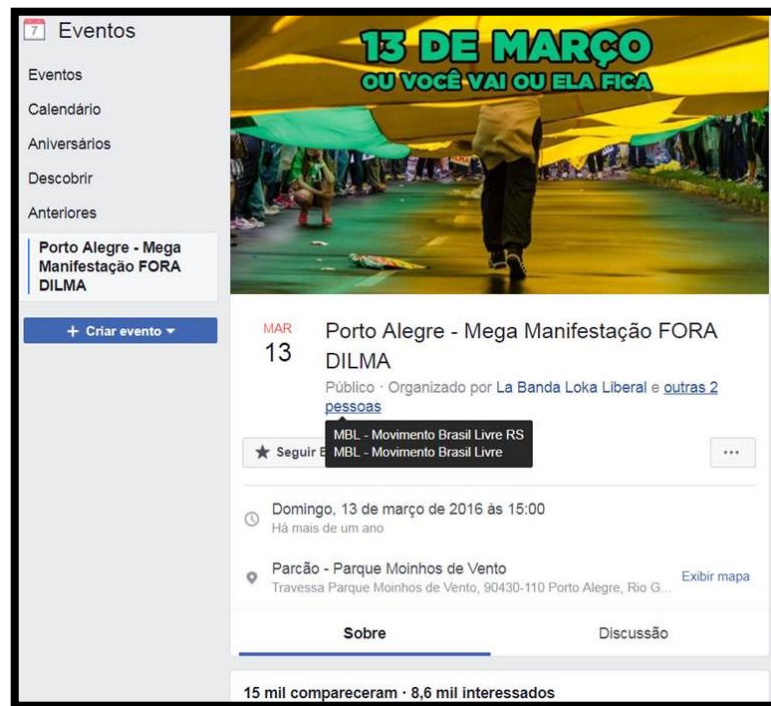 7
Eventos
Eventos
Calendário
Aniversários
Descobrir
Anteriores
Porto Alegre - Mega
Manifestação FORA
DILMA
+ Criar evento
13 DE MARÇO
OU VOCÊ VAI OU ELA FICA
MAR
13
Porto Alegre - Mega Manifestação FORA
DILMA
Público · Organizado por La Banda Loka Liberal e outras 2
pessoas
MBL - Movimento Brasil Livre RS
MBL - Movimento Brasil Livre
Seguir E
...
Domingo, 13 de março de 2016 às 15:00
Há mais de um ano
Parcão - Parque Moinhos de Vento
Travessa Parque Moinhos de Vento, 90430-110 Porto Alegre, Rio G...
Exibir mapa
Sobre
Discussão
15 mil compareceram · 8,6 mil interessados